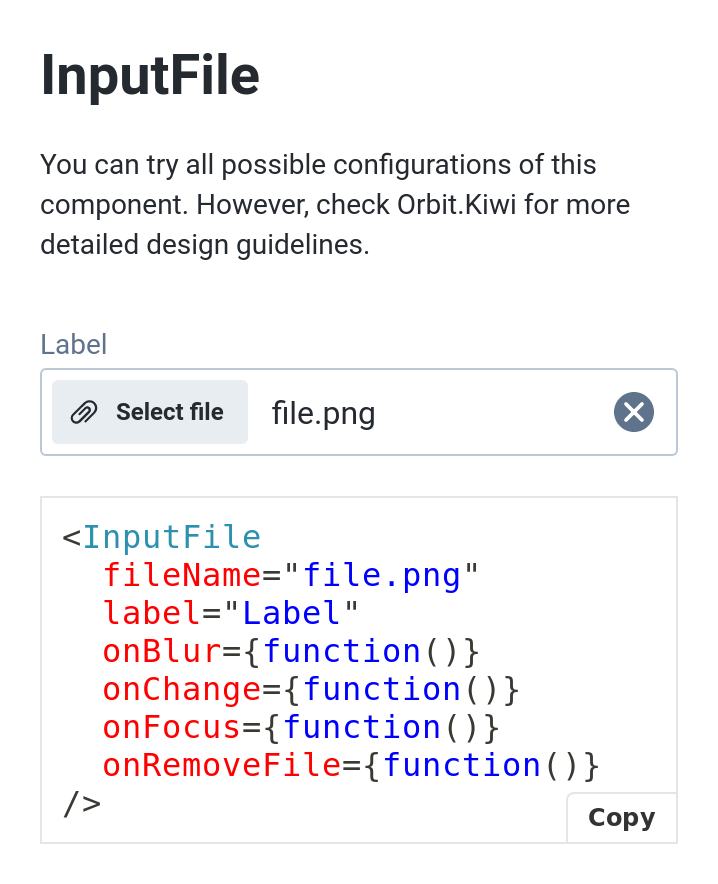 InputFile
You can try all possible configurations of this
component. However, check Orbit.Kiwi for more
detailed design guidelines.
Label
Select file file.png
<InputFile
  fileName="file.png"
  label="Label"
  onBlur={function()}
  onChange={function()}
  onFocus={function()}
  onRemoveFile={function()}
/>
Copy